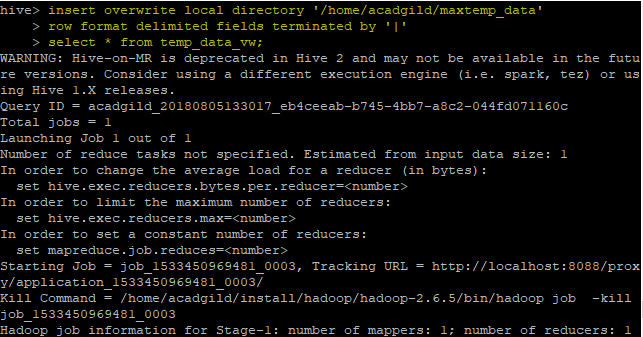 hive> insert overwrite local directory '/home/acadgild/maxtemp_data'
    > row format delimited fields terminated by '|'
    > select * from temp_data_vw;
WARNING: Hive-on-MR is deprecated in Hive 2 and may not be available in the futu
re versions. Consider using a different execution engine (i.e. spark, tez) or us
ing Hive 1.X releases.
Query ID = acadgild_20180805133017_eb4ceeab-b745-4bb7-a8c2-044fd071160c
Total jobs = 1
Launching Job 1 out of 1
Number of reduce tasks not specified. Estimated from input data size: 1
In order to change the average load for a reducer (in bytes):
  set hive.exec.reducers.bytes.per.reducer=<number>
In order to limit the maximum number of reducers:
  set hive.exec.reducers.max=<number>
In order to set a constant number of reducers:
  set mapreduce.job.reduces=<number>
Starting Job = job_1533450969481_0003, Tracking URL = http://localhost:8088/prox
y/application_1533450969481_0003/
Kill Command = /home/acadgild/install/hadoop/hadoop-2.6.5/bin/hadoop job  -kill
job_1533450969481_0003
Hadoop job information for Stage-1: number of mappers: 1; number of reducers: 1